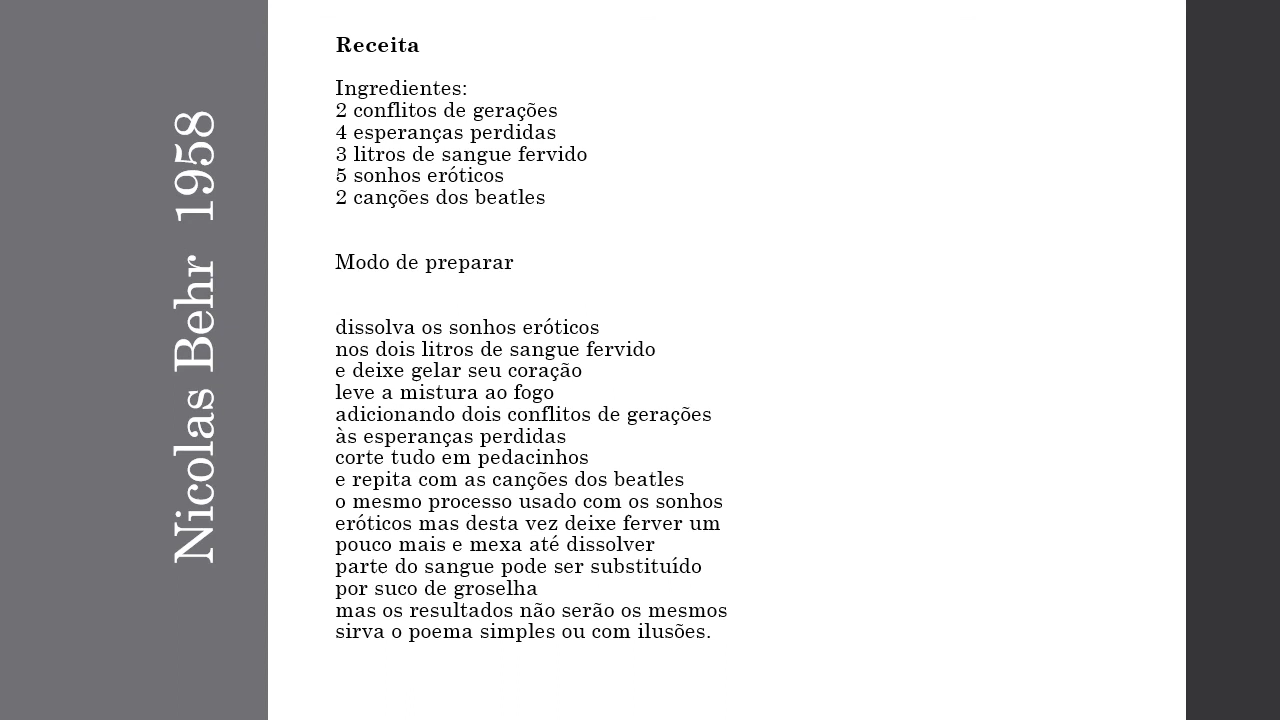 Nicolas Behr 1958
Receita
Ingredientes:
2 conflitos de gerações
4 esperanças perdidas
3 litros de sangue fervido
5 sonhos eróticos
2 canções dos beatles
Modo de preparar
dissolva os sonhos eróticos
nos dois litros de sangue fervido
e deixe gelar seu coração
leve a mistura ao fogo
adicionando dois conflitos de gerações
às esperanças perdidas
corte tudo em pedacinhos
e repita com as canções dos beatles
o mesmo processo usado com os sonhos
eróticos mas desta vez deixe ferver um
pouco mais e mexa até dissolver
parte do sangue pode ser substituído
por suco de groselha
mas os resultados não serão os mesmos
sirva o poema simples ou com ilusões.